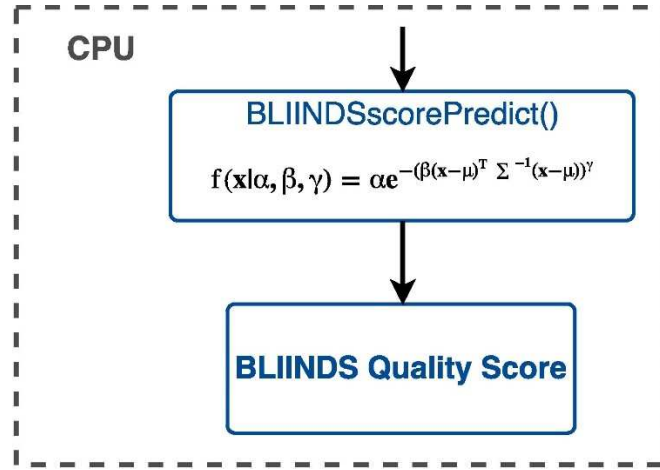 CPU
BLIINDSscorePredict()
f(x|α, β, γ) = αe^{-(β(x-μ)^T Σ^{-1}(x-μ))^γ}
BLIINDS Quality Score